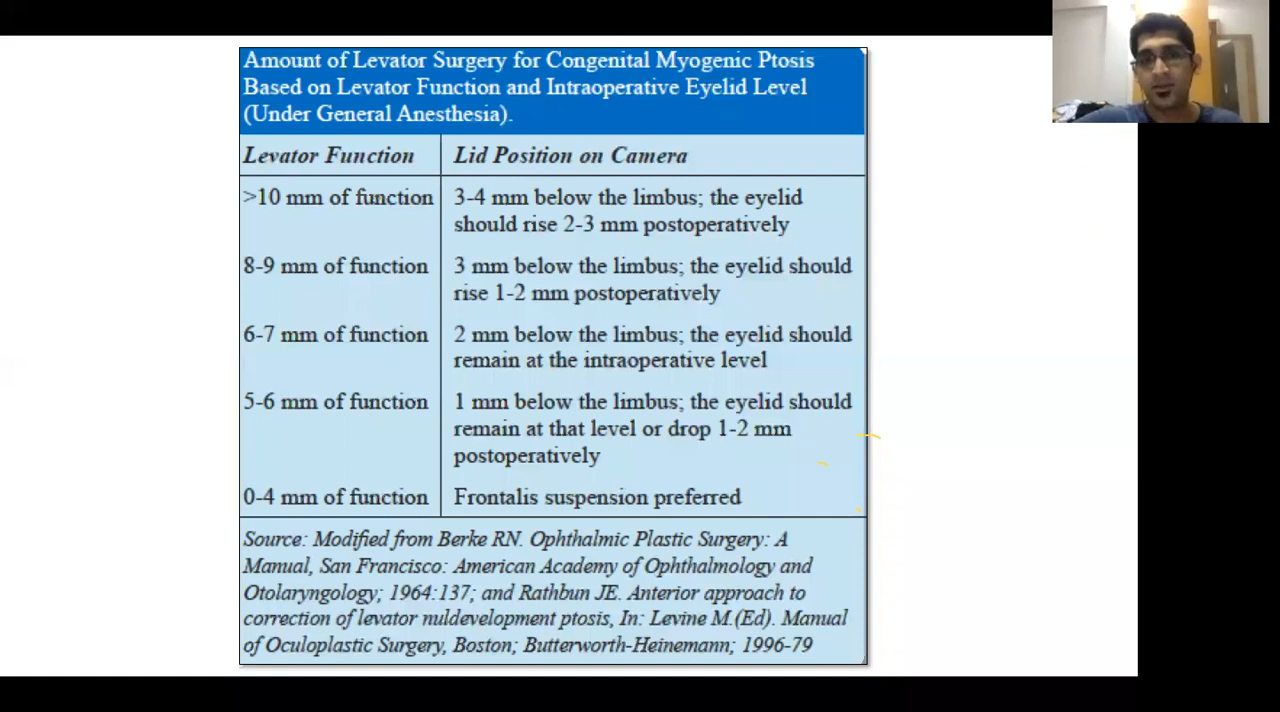 Amount of Levator Surgery for Congenital Myogenic Ptosis
Based on Levator Function and Intraoperative Eyelid Level
(Under General Anesthesia).
Levator Function
Lid Position on Camera
>10 mm of function
3-4 mm below the limbus; the eyelid
should rise 2-3 mm postoperatively
8-9 mm of function
3 mm below the limbus; the eyelid should
rise 1-2 mm postoperatively
6-7 mm of function
2 mm below the limbus; the eyelid should
remain at the intraoperative level
5-6 mm of function
1 mm below the limbus; the eyelid should
remain at that level or drop 1-2 mm
postoperatively
0-4 mm of function
Frontalis suspension preferred
Source: Modified from Berke RN. Ophthalmic Plastic Surgery: A
Manual, San Francisco: American Academy of Ophthalmology and
Otolaryngology; 1964:137; and Rathbun JE. Anterior approach to
correction of levator nuldevelopment ptosis, In: Levine M.(Ed). Manual
of Oculoplastic Surgery, Boston; Butterworth-Heinemann; 1996-79